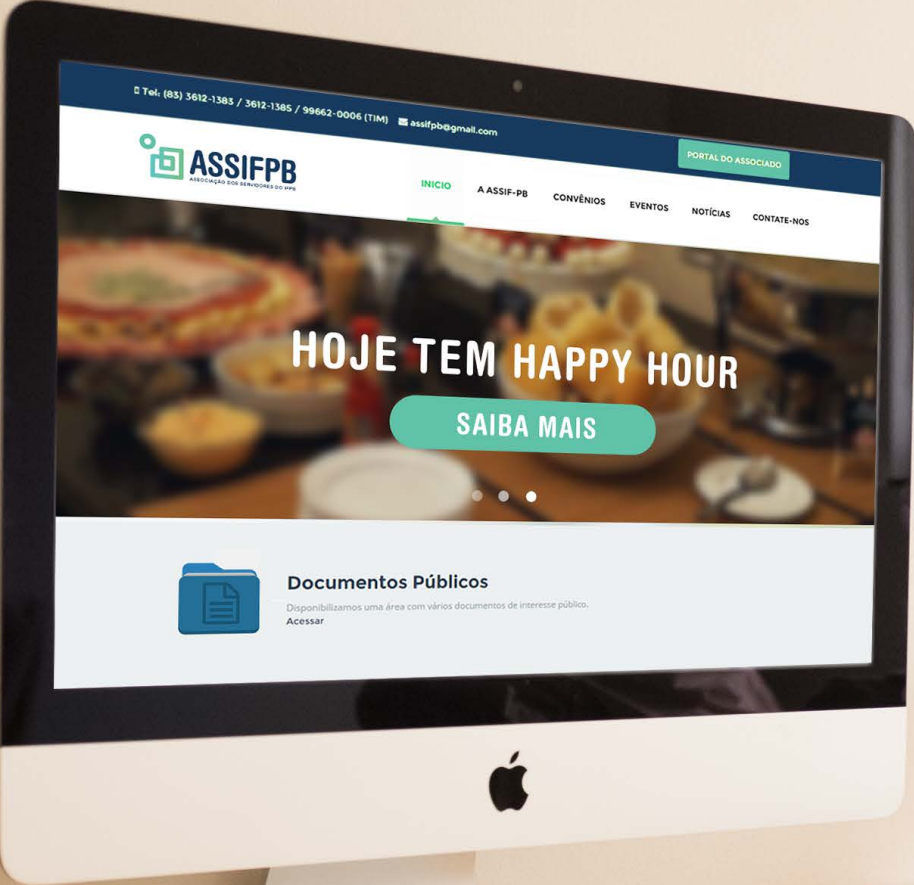 Tel: (83) 3612-1383 / 3612-1385 / 99662-0006 (TIM) assifpb@gmail.com
PORTAL DO ASSOCIADO
ASSIFPB
ASSOCIAÇÃO DOS SERVIDORES DO IFPB
INICIO A ASSIF-PB CONVÊNIOS EVENTOS NOTÍCIAS CONTATE-NOS
HOJE TEM HAPPY HOUR
SAIBA MAIS
Documentos Públicos
Disponibilizamos uma área com vários documentos de interesse público.
Acessar